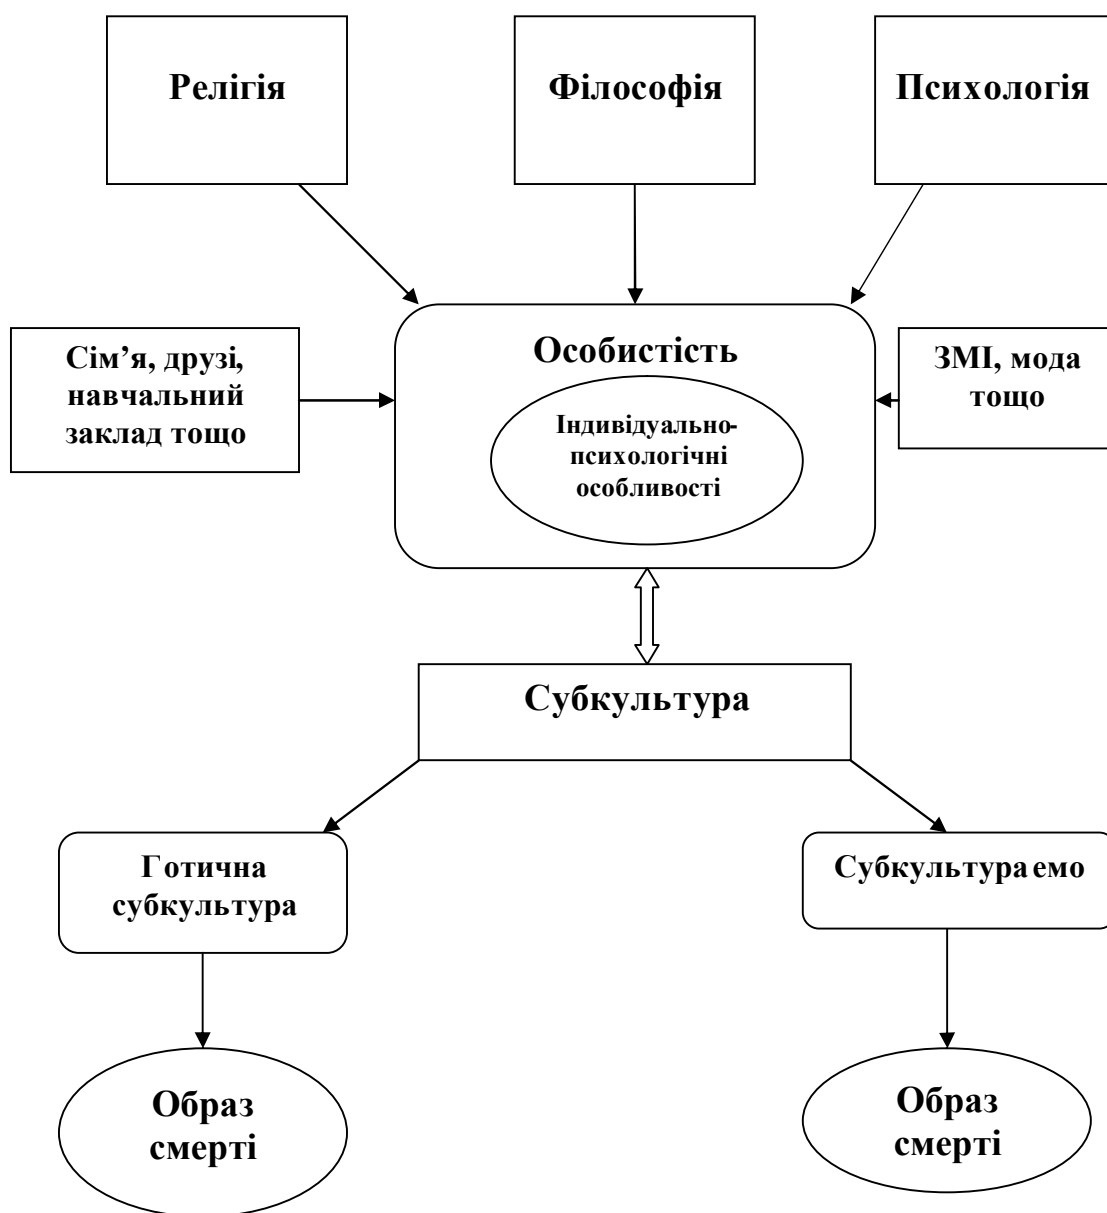 Релігія
Філософія
Психологія
Сім’я, друзі,
навчальний
заклад тощо
Особистість
Індивідуально-
психологічні
особливості
ЗМІ, мода
тощо
Субкультура
Готична
субкультура
Субкультура емо
Образ
смерті
Образ
смерті